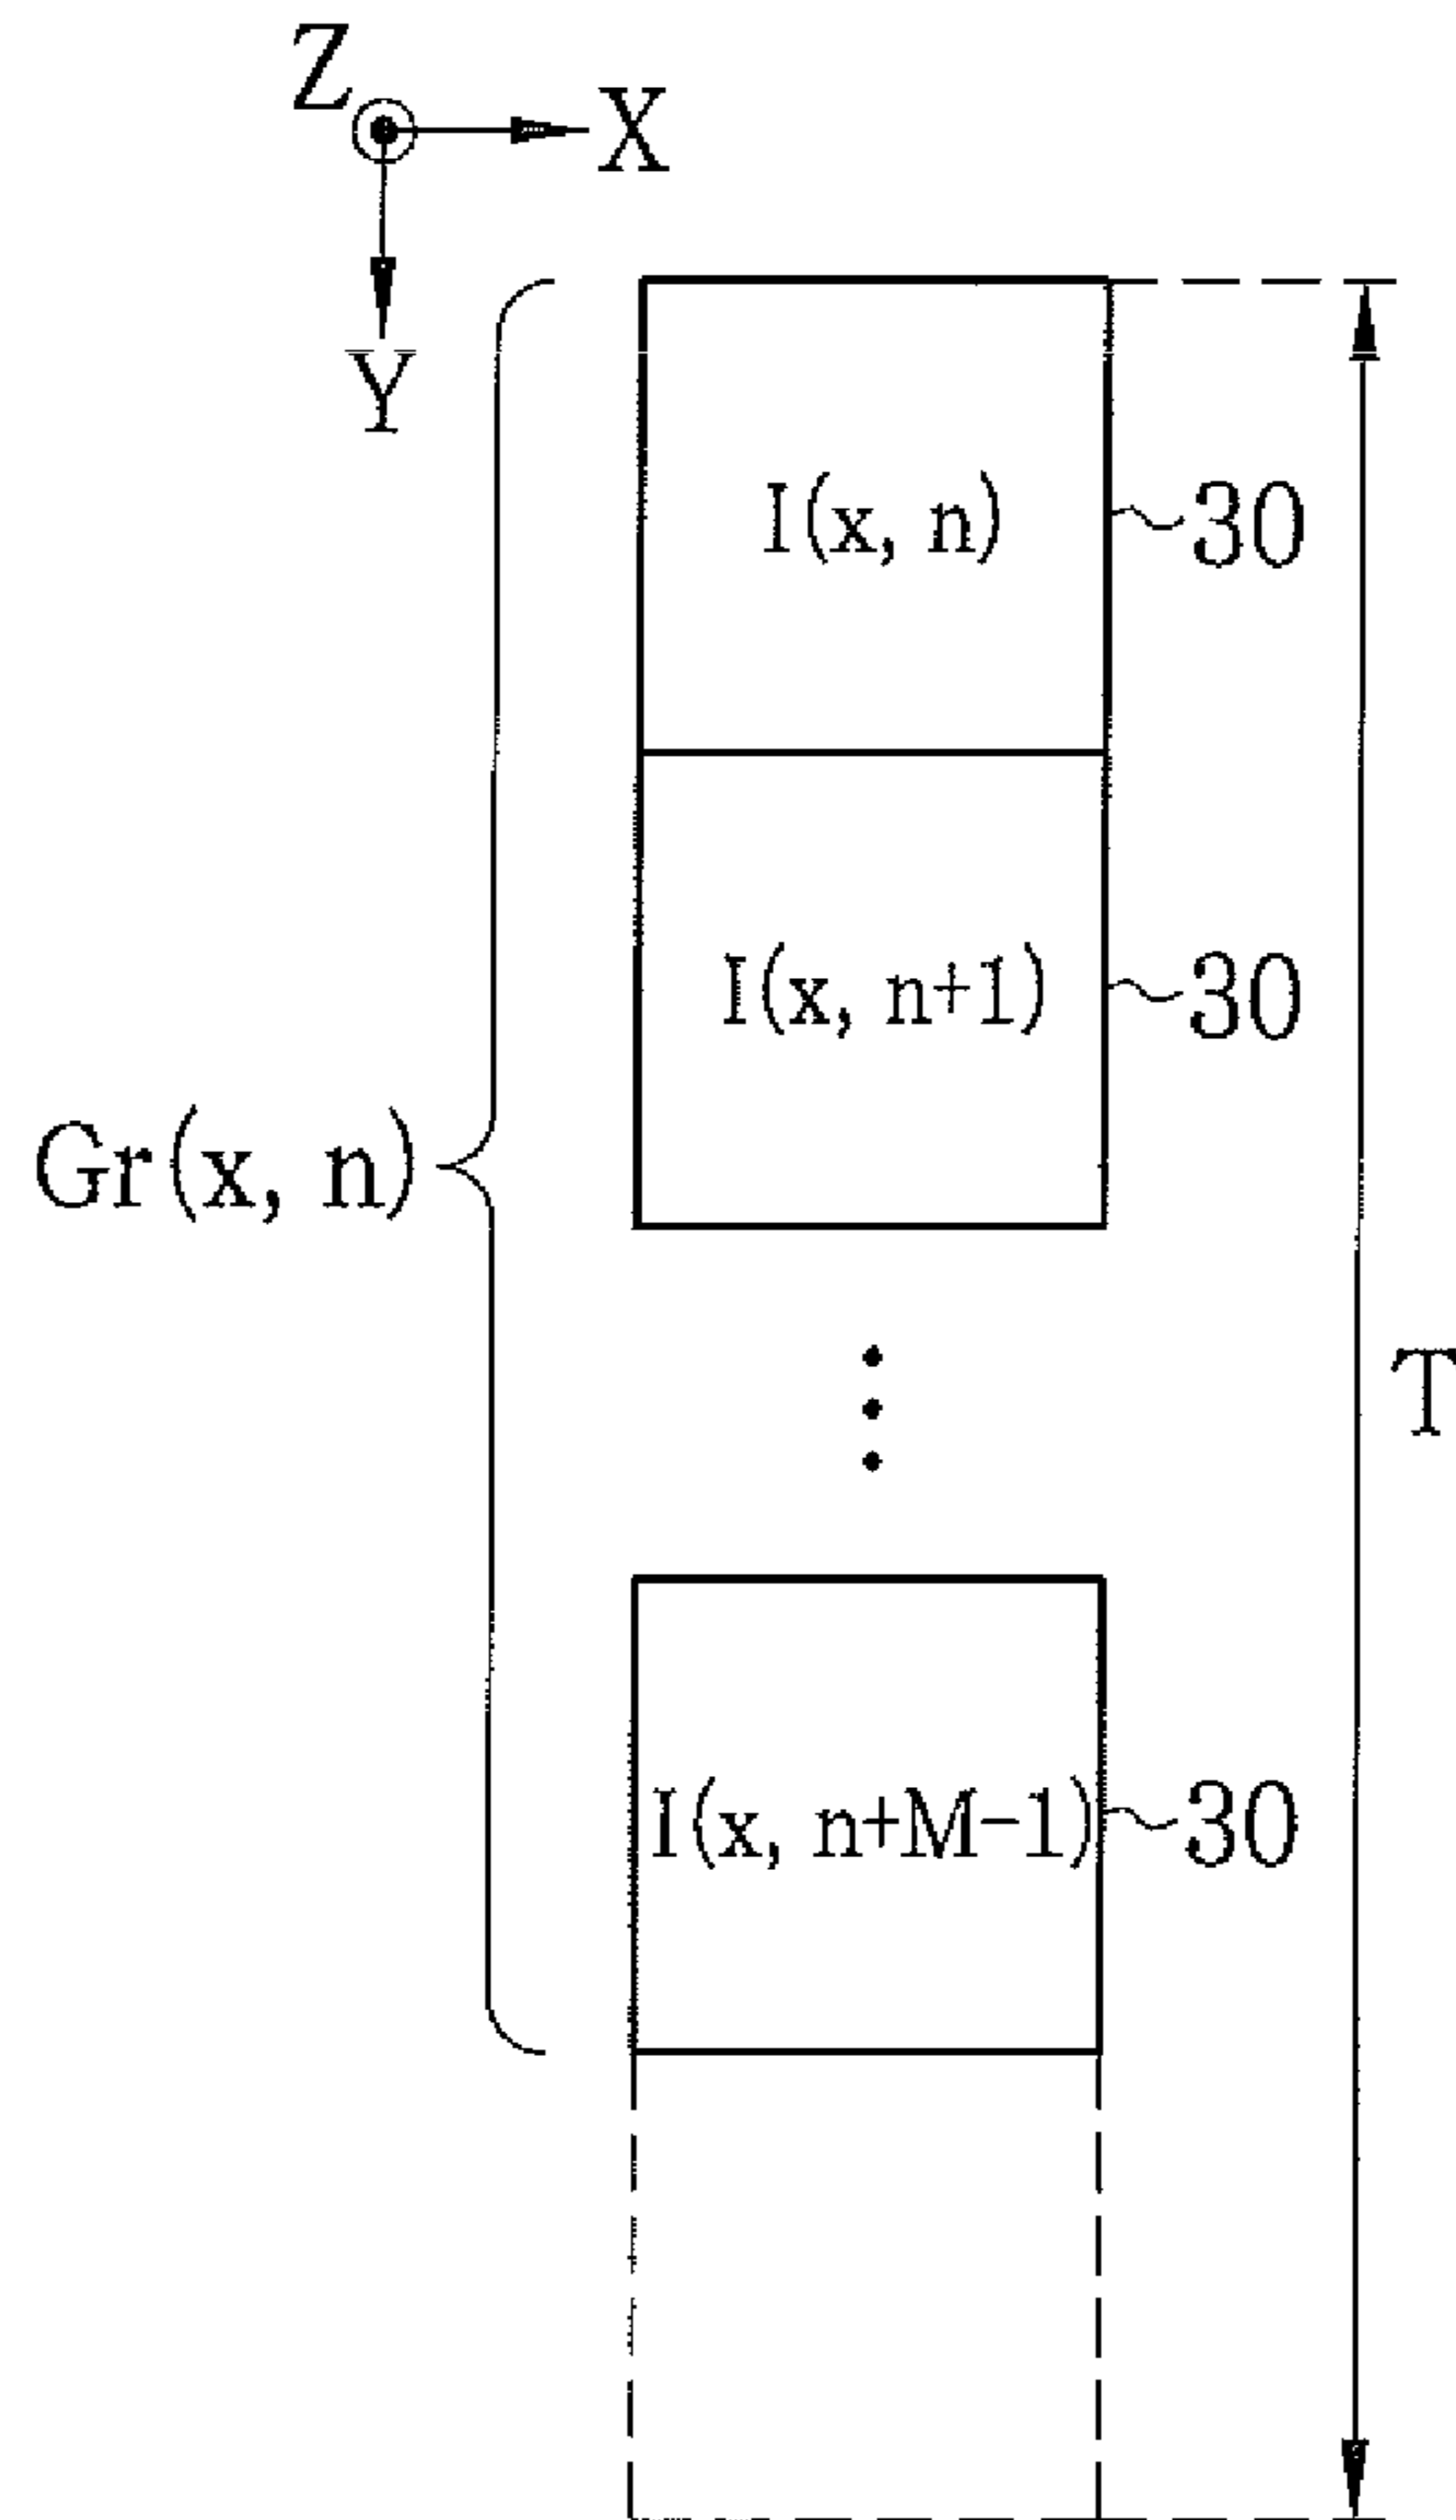 Z
X
Y
I(x, n)
30
I(x, n+1)
30
Gr(x, n)
T
I(x, n+M-1)
30